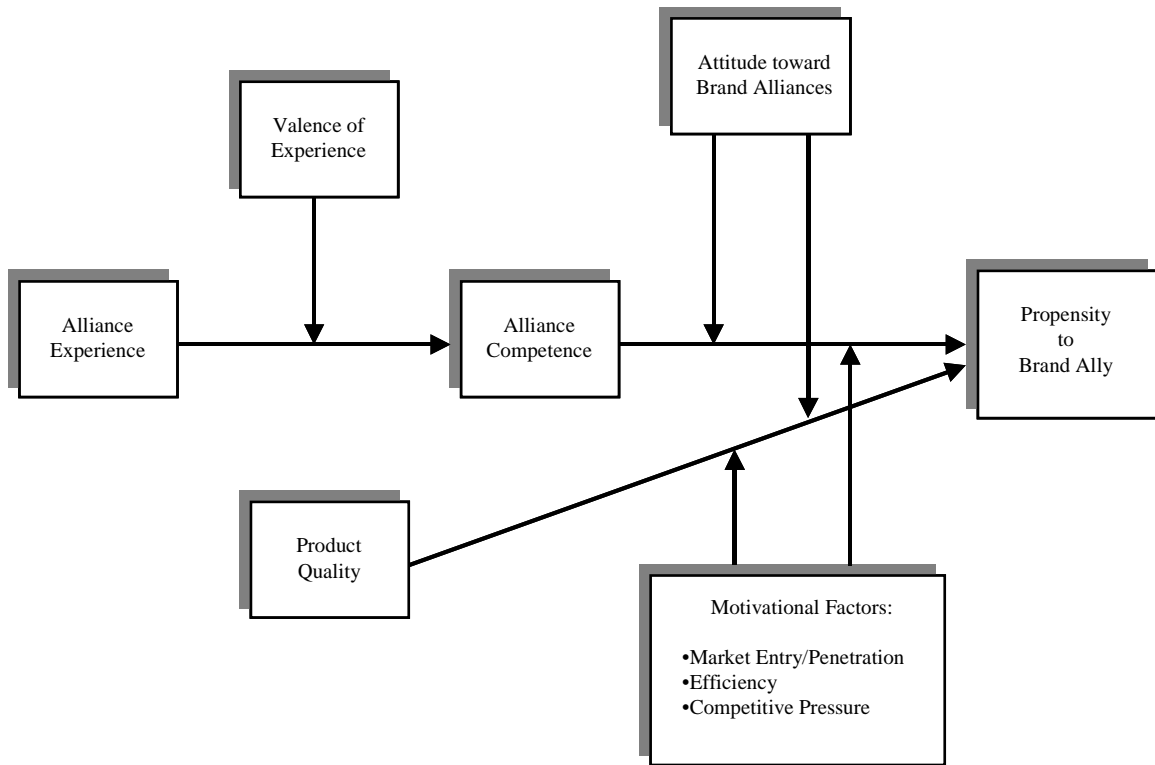 Attitude toward
Brand Alliances
Valence of
Experience
Alliance
Experience
Alliance
Competence
Propensity
to
Brand Ally
Product
Quality
Motivational Factors:
•Market Entry/Penetration
•Efficiency
•Competitive Pressure